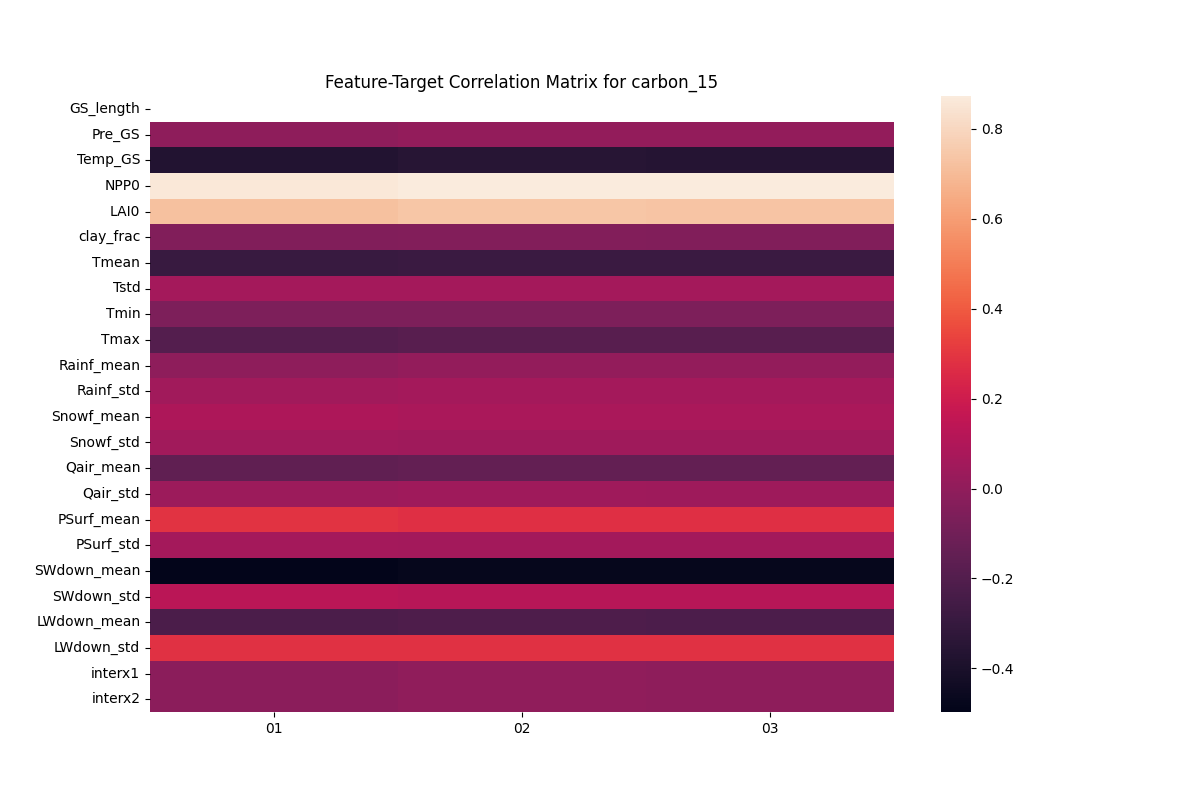 Feature-Target Correlation Matrix for carbon_15
GS_length
Pre_GS
Temp_GS
NPP0
LAI0
clay_frac
Tmean
Tstd
Tmin
Tmax
Rainf_mean
Rainf_std
Snowf_mean
Snowf_std
Qair_mean
Qair_std
PSurf_mean
PSurf_std
SWdown_mean
SWdown_std
LWdown_mean
LWdown_std
interx1
interx2
01 02 03
0.8
0.6
0.4
0.2
0.0
−0.2
−0.4